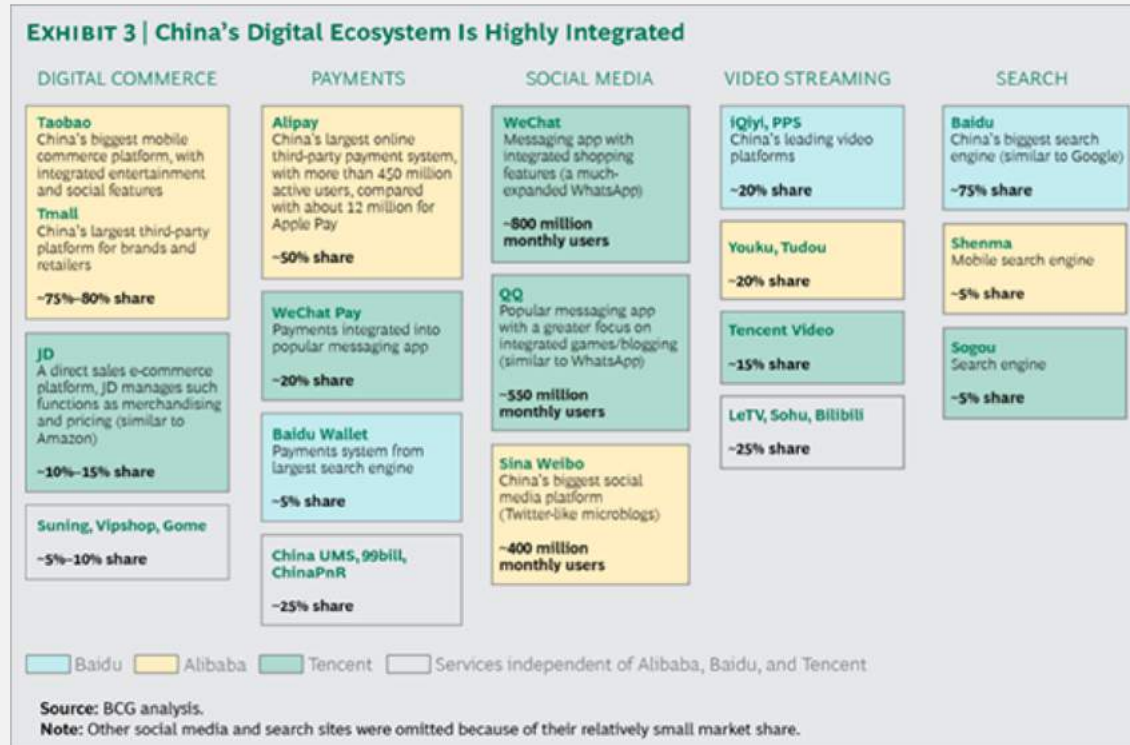 EXHIBIT 3 | China's Digital Ecosystem Is Highly Integrated
DIGITAL COMMERCE
Taobao
China's biggest mobile
commerce platform, with
integrated entertainment
and social features
Tmall
China's largest third-party
platform for brands and
retailers
~75%–80% share
JD
A direct sales e-commerce
platform, JD manages such
functions as merchandising
and pricing (similar to
Amazon)
~10%–15% share
Suning, Vipshop, Gome
~5%–10% share
PAYMENTS
Alipay
China's largest online
third-party payment system,
with more than 450 million
active users, compared
with about 12 million for
Apple Pay
~50% share
WeChat Pay
Payments integrated into
popular messaging app
~20% share
Baidu Wallet
Payments system from
largest search engine
~5% share
China UMS, 99bill,
ChinaPnR
~25% share
SOCIAL MEDIA
WeChat
Messaging app with
integrated shopping
features (a much-
expanded WhatsApp)
~800 million
monthly users
QQ
Popular messaging app
with a greater focus on
integrated games/blogging
(similar to WhatsApp)
~550 million
monthly users
Sina Weibo
China's biggest social
media platform
(Twitter-like microblogs)
~400 million
monthly users
VIDEO STREAMING
iQiyi, PPS
China's leading video
platforms
~20% share
Youku, Tudou
~20% share
Tencent Video
~15% share
LeTV, Sohu, Bilibili
~25% share
SEARCH
Baidu
China's biggest search
engine (similar to Google)
~75% share
Shenma
Mobile search engine
~5% share
Sogou
Search engine
~5% share
Baidu Alibaba Tencent Services independent of Alibaba, Baidu, and Tencent
Source: BCG analysis.
Note: Other social media and search sites were omitted because of their relatively small market share.